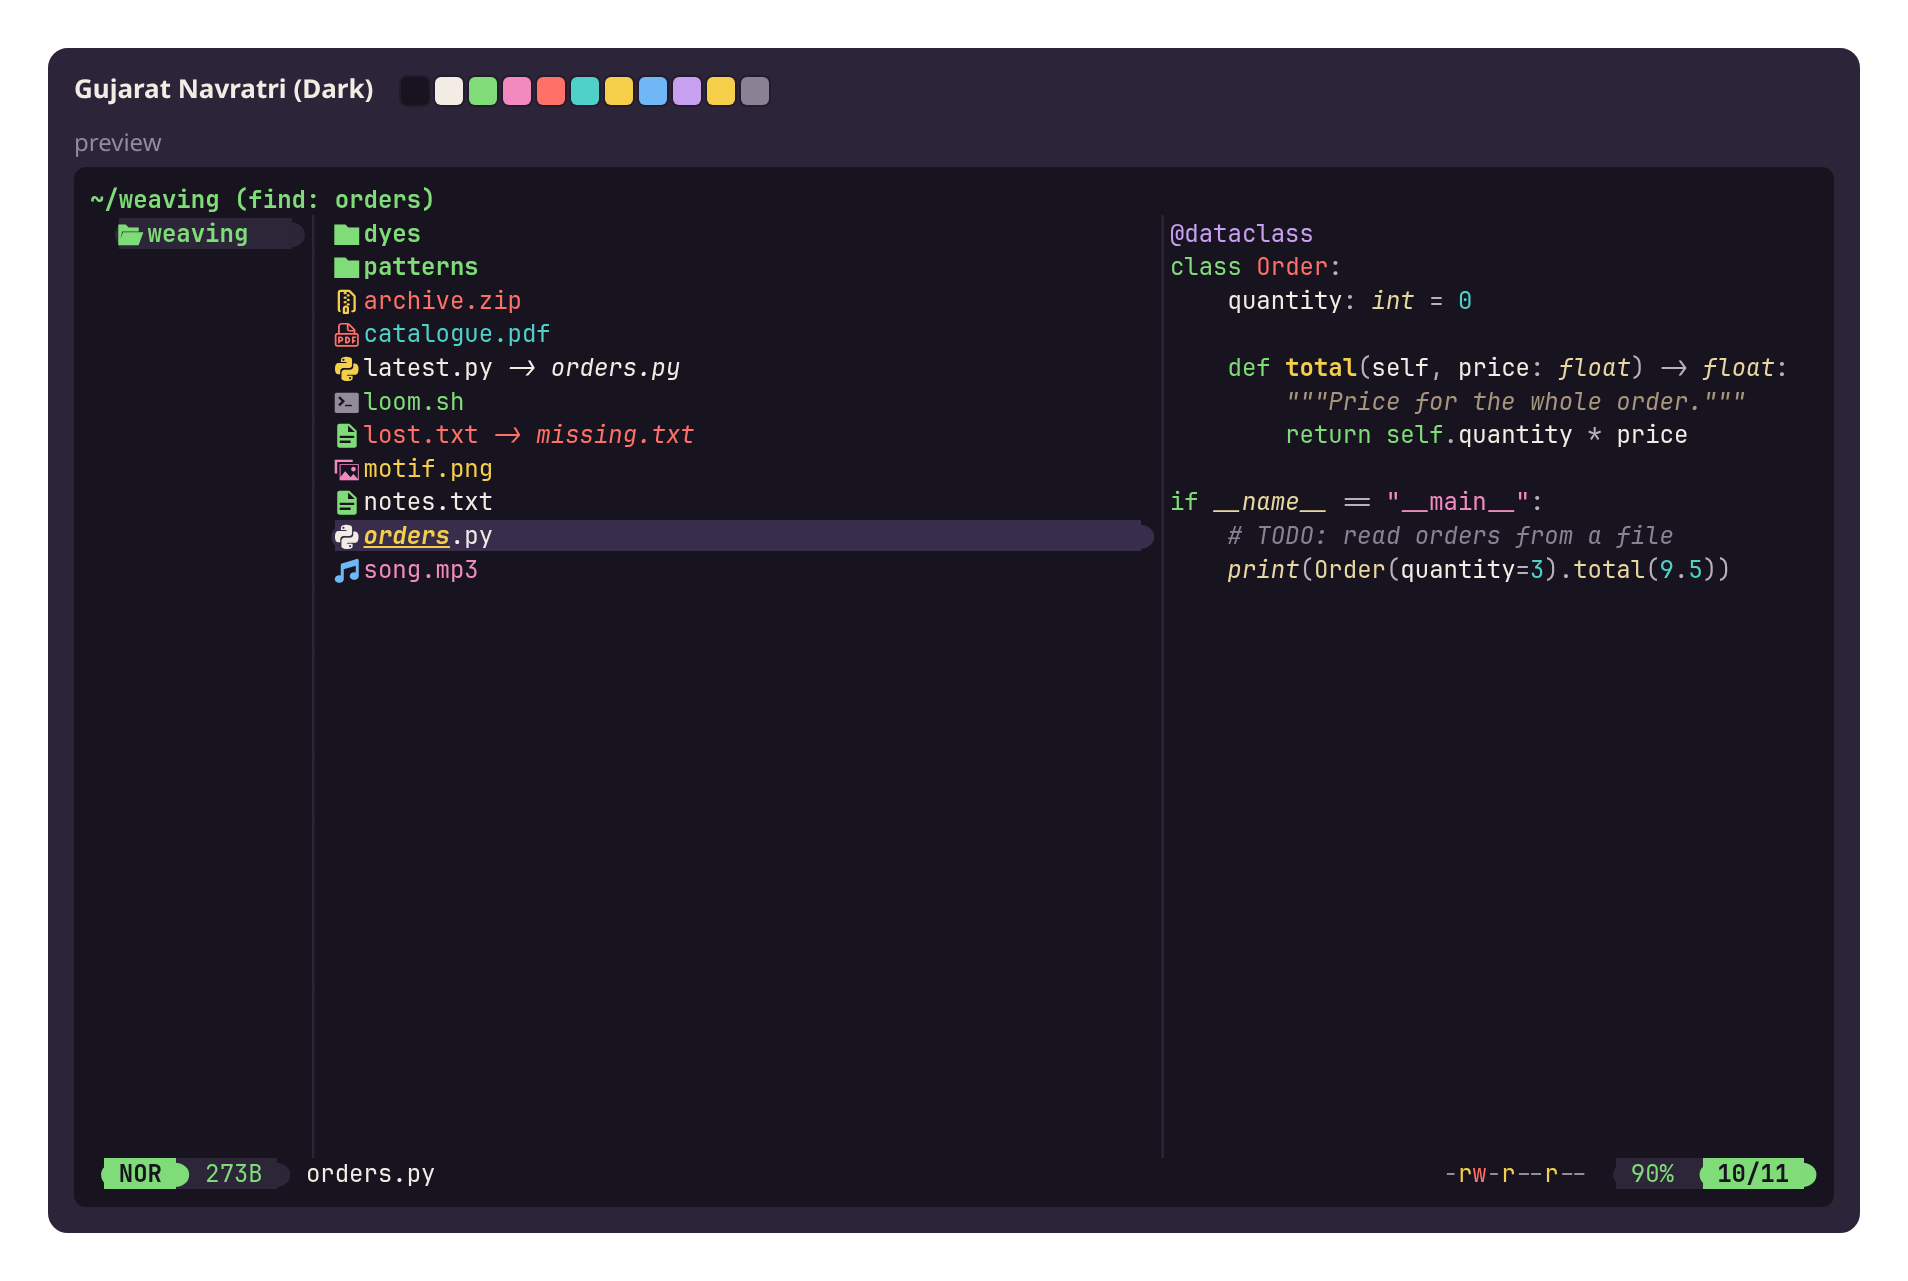 Gujarat Navratri (Dark)
preview
~/weaving (find: orders)
weaving
dyes
patterns
archive.zip
catalogue.pdf
latest.py -> orders.py
loom.sh
lost.txt -> missing.txt
motif.png
notes.txt
orders.py
song.mp3
@dataclass
class Order:
    quantity: int = 0
    def total(self, price: float) -> float:
        """Price for the whole order."""
        return self.quantity * price
if __name__ == "__main__":
    # TODO: read orders from a file
    print(Order(quantity=3).total(9.5))
NOR 273B orders.py -rw-r--r-- 90% 10/11